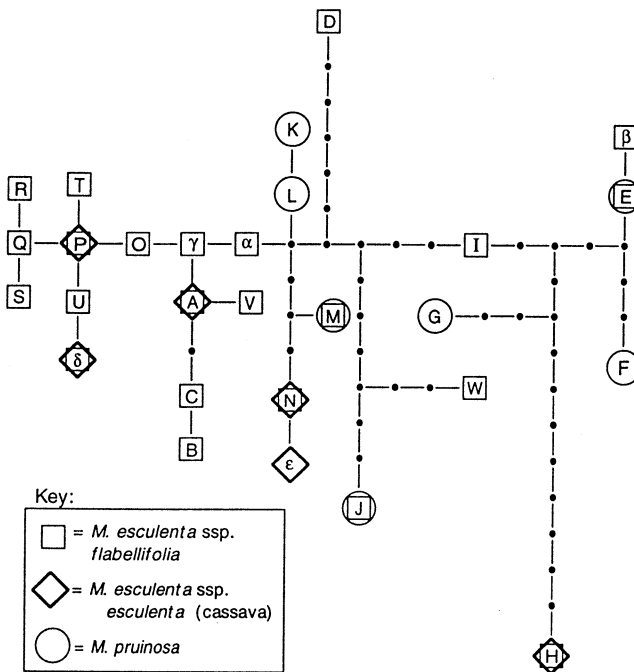 D
K
β
R T L E
Q P O γ α I
S U A V M G
δ F
C N W
B ε
J
Key:
= M. esculenta ssp.
flabellifolia
= M. esculenta ssp.
esculenta (cassava)
= M. pruinosa
H